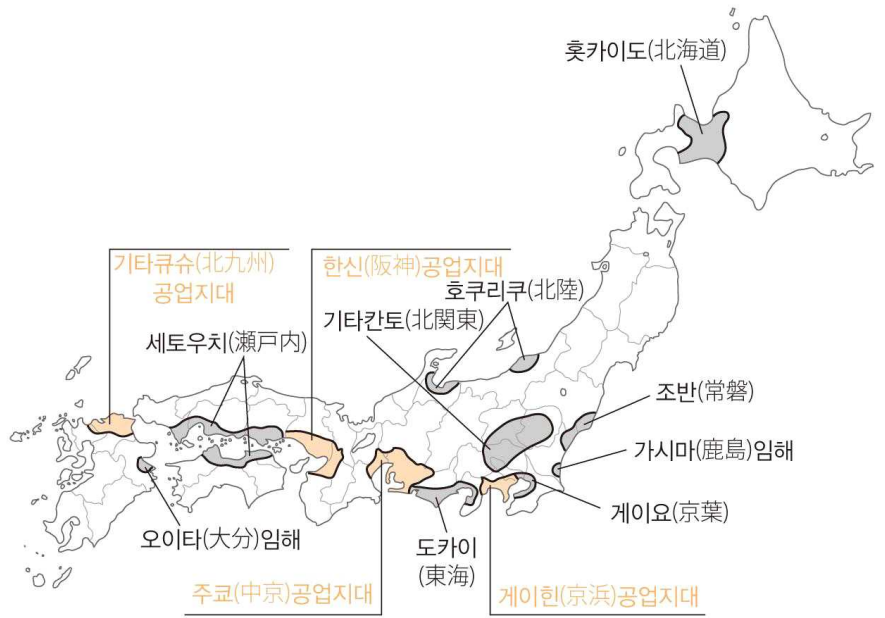 홋카이도(北海道)
기타큐슈(北九州)
공업지대
한신(阪神)공업지대
호쿠리쿠(北陸)
기타칸토(北関東)
세토우치(瀬戸内)
조반(常磐)
가시마(鹿島)임해
게이요(京葉)
오이타(大分)임해
도카이
(東海)
주쿄(中京)공업지대
게이힌(京浜)공업지대